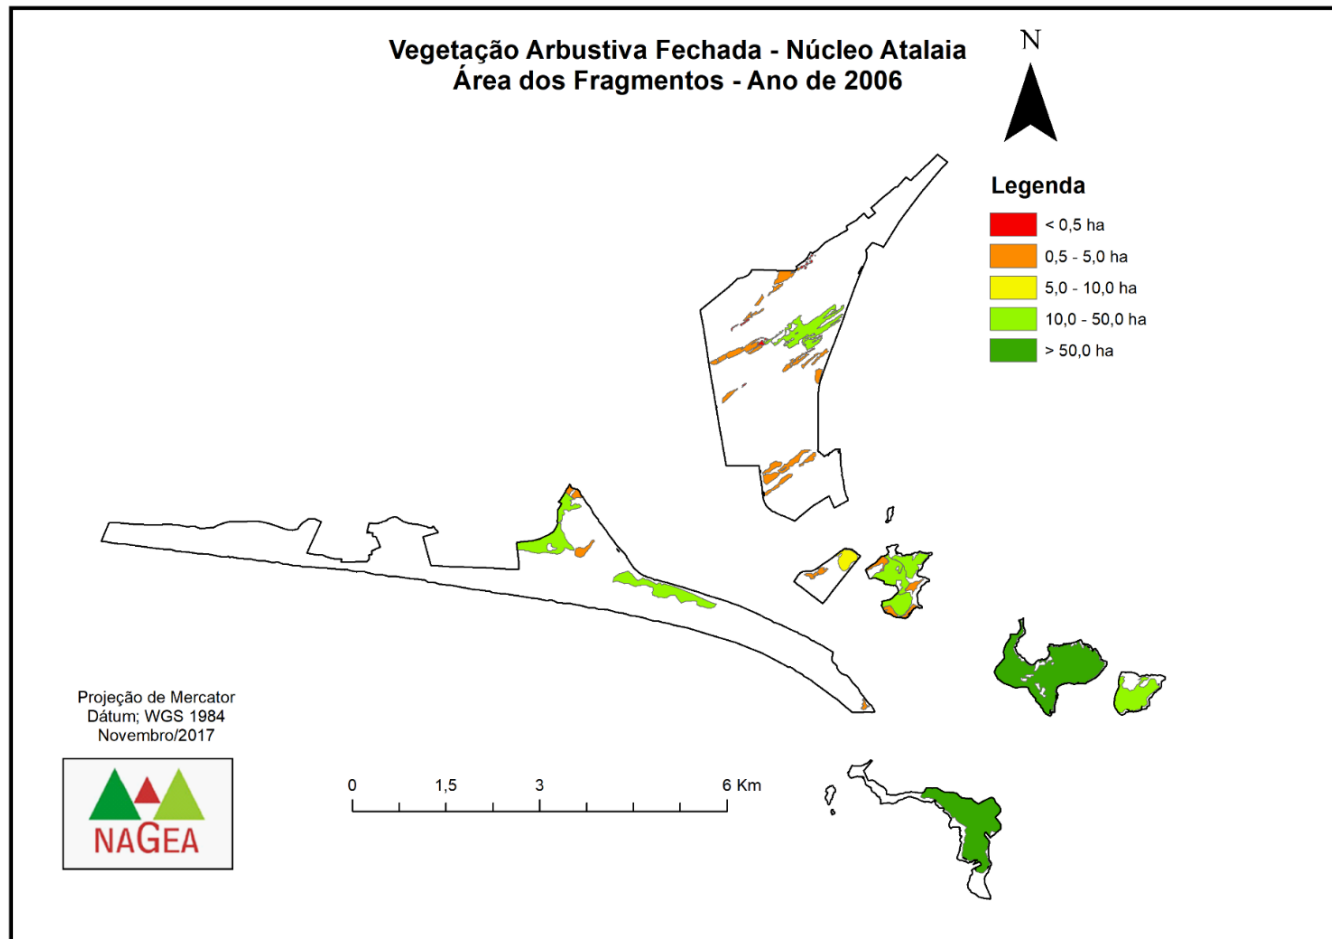 Vegetação Arbustiva Fechada - Núcleo Atalaia
Área dos Fragmentos - Ano de 2006
N
Legenda
< 0,5 ha
0,5 - 5,0 ha
5,0 - 10,0 ha
10,0 - 50,0 ha
> 50,0 ha
Projeção de Mercator
Dátum; WGS 1984
Novembro/2017
NAGEA
0 1,5 3 6 Km